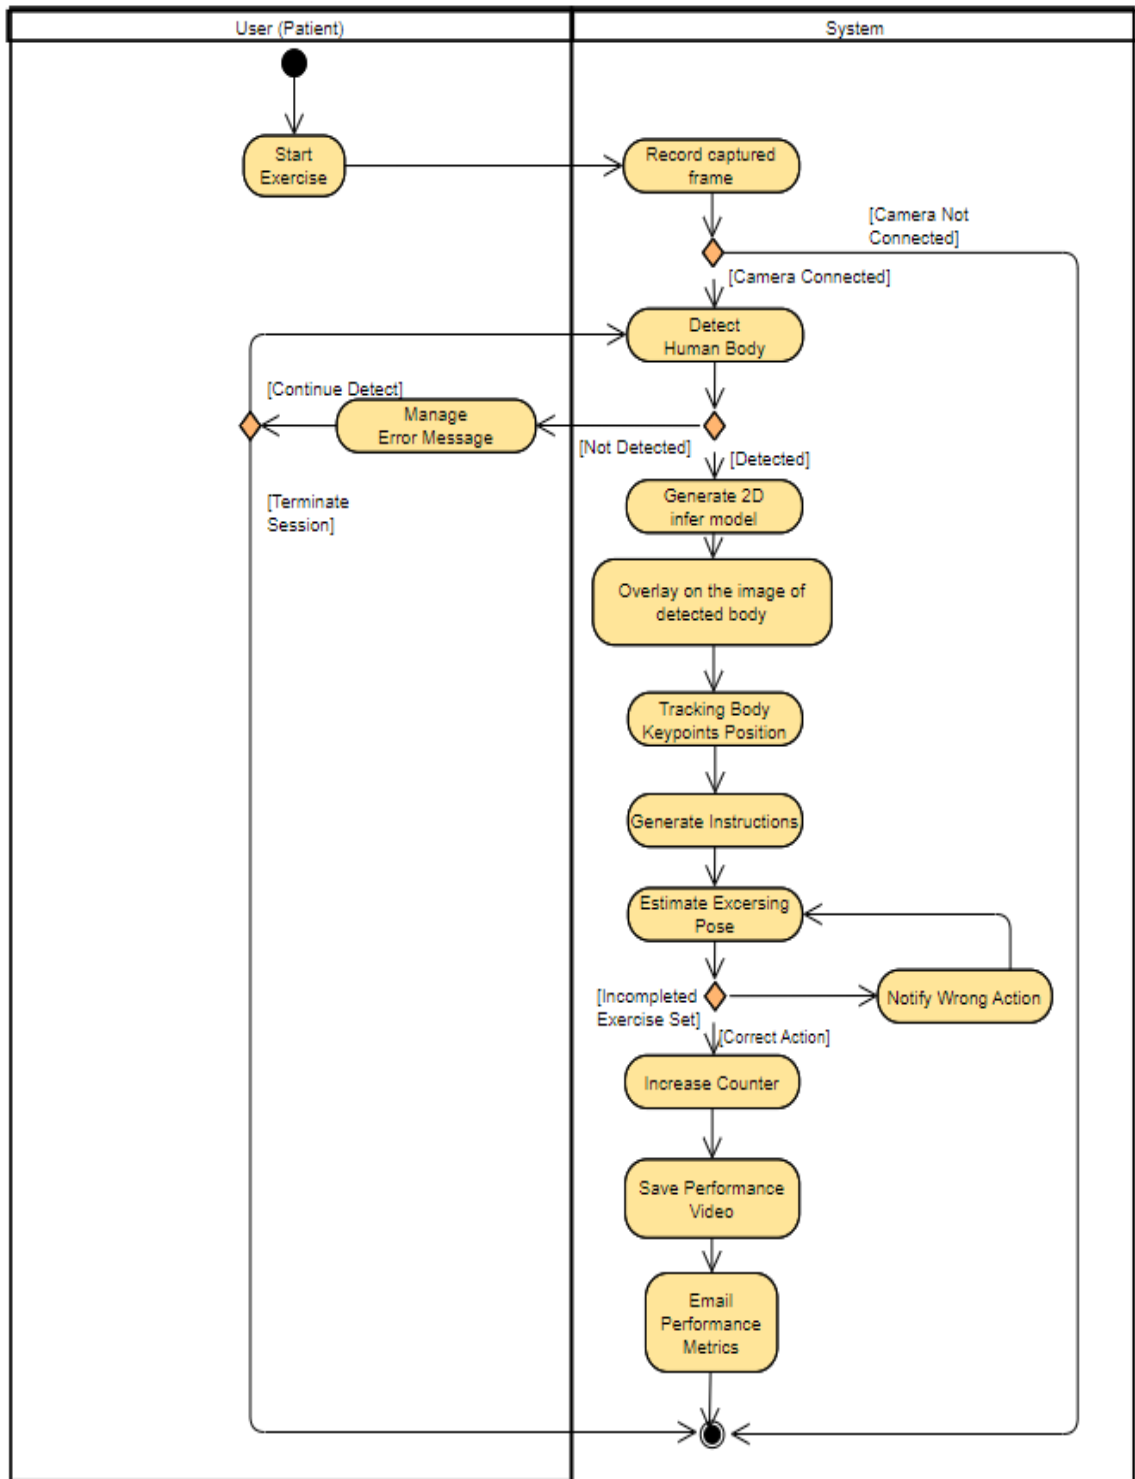 User (Patient)
System
Start
Exercise
Record captured
frame
[Camera Not
Connected]
[Camera Connected]
Detect
Human Body
[Continue Detect]
Manage
Error Message
[Not Detected]
[Detected]
[Terminate
Session]
Generate 2D
infer model
Overlay on the image of
detected body
Tracking Body
Keypoints Position
Generate Instructions
Estimate Excersing
Pose
[Incompleted
Exercise Set]
Notify Wrong Action
[Correct Action]
Increase Counter
Save Performance
Video
Email
Performance
Metrics